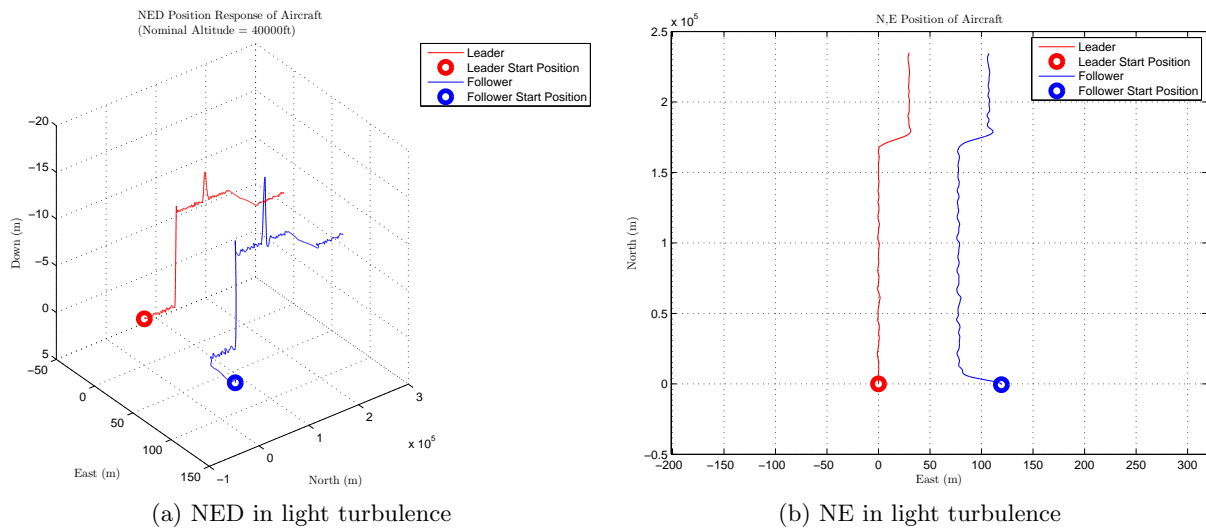 NED Position Response of Aircraft
(Nominal Altitude = 40000ft)
Leader
Leader Start Position
Follower
Follower Start Position
−20
−15
−10
−5
0
5
Down (m)
−50
0
50
100
150
East (m)
−1
0
1
2
3
x 10^5
North (m)
(a) NED in light turbulence
N,E Position of Aircraft
x 10^5
Leader
Leader Start Position
Follower
Follower Start Position
2.5
2
1.5
1
0.5
0
−0.5
North (m)
−200 −150 −100 −50 0 50 100 150 200 250 300
East (m)
(b) NE in light turbulence